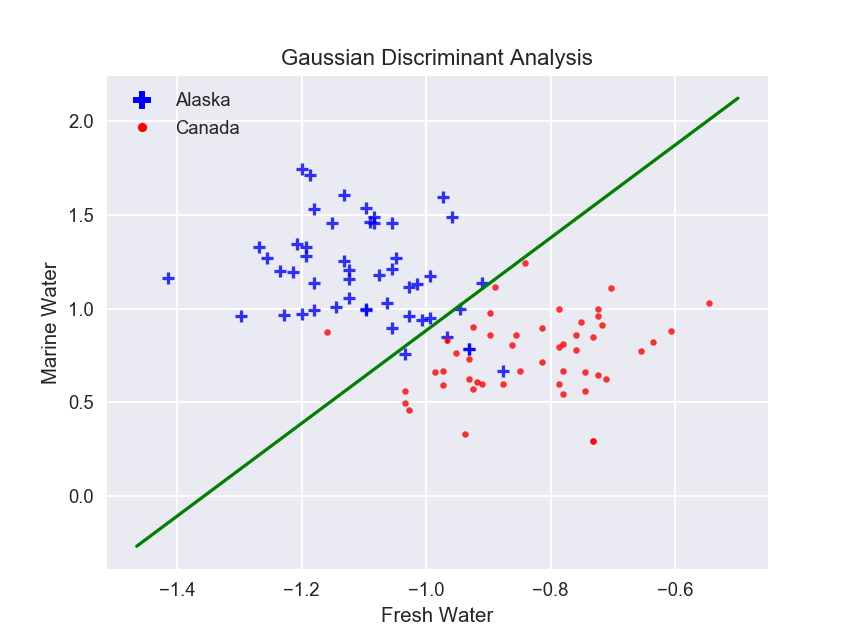 Gaussian Discriminant Analysis
Alaska
Canada
2.0
1.5
1.0
0.5
0.0
Marine Water
−1.4 −1.2 −1.0 −0.8 −0.6
Fresh Water